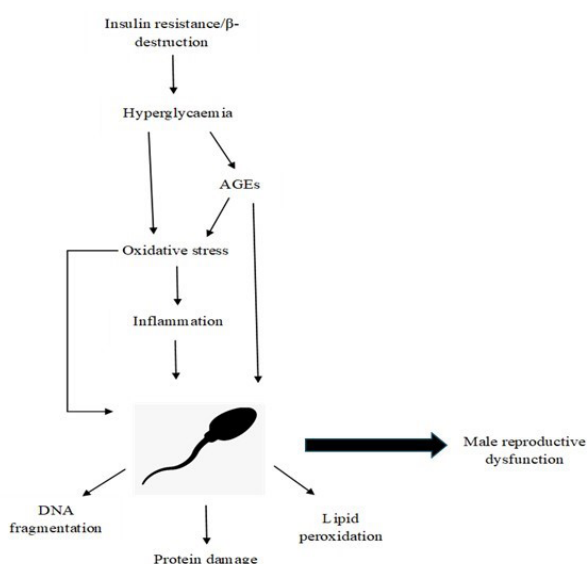 Insulin resistance/β-
destruction
Hyperglycaemia
AGEs
Oxidative stress
Inflammation
Male reproductive
dysfunction
DNA
fragmentation
Lipid
peroxidation
Protein damage